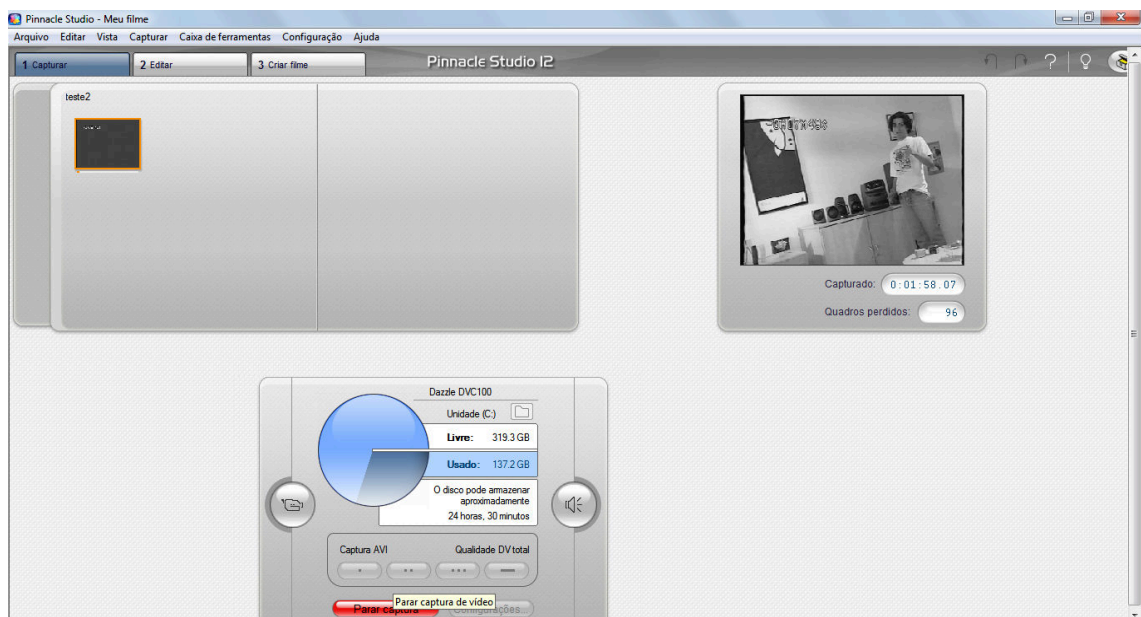 Pinnacle Studio - Meu filme
Arquivo Editar Vista Capturar Caixa de ferramentas Configuração Ajuda
1 Capturar 2 Editar 3 Criar filme Pinnacle Studio 12
teste2
Capturado: 0:01:58.07
Quadros perdidos: 96
Dazzle DVC100
Unidade (C:)
Livre: 319.3 GB
Usado: 137.2 GB
O disco pode armazenar
aproximadamente
24 horas, 30 minutos
Captura AVI Qualidade DV total
Parar captura de vídeo
Parar captura Configurações...